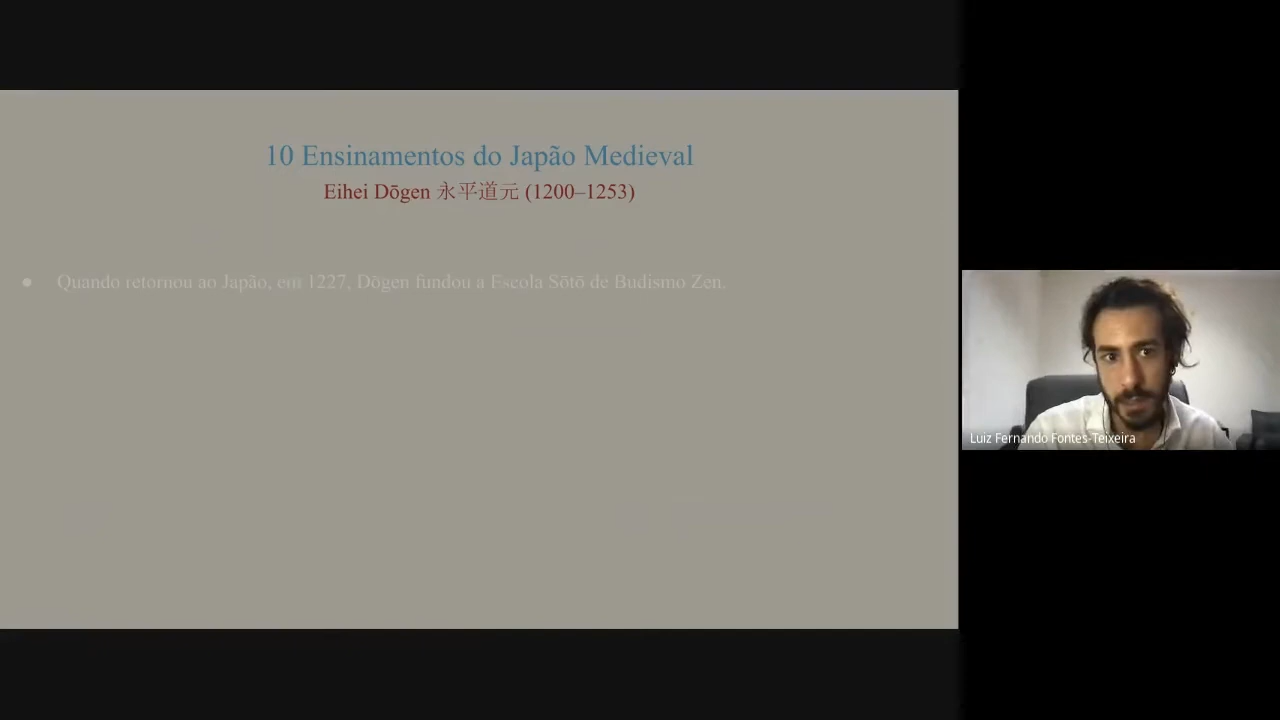 10 Ensinamentos do Japão Medieval
Eihei Dōgen 永平道元 (1200–1253)
● Quando retornou ao Japão, em 1227, Dōgen fundou a Escola Sōtō de Budismo Zen.
Luiz Fernando Fontes-Teixeira